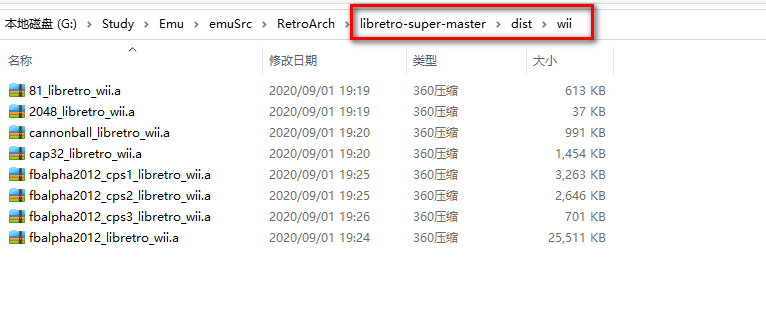 本地磁盘 (G:) > Study > Emu > emuSrc > RetroArch > libretro-super-master > dist > wii
名称 修改日期 类型 大小
81_libretro_wii.a 2020/09/01 19:19 360压缩 613 KB
2048_libretro_wii.a 2020/09/01 19:19 360压缩 37 KB
cannonball_libretro_wii.a 2020/09/01 19:20 360压缩 991 KB
cap32_libretro_wii.a 2020/09/01 19:20 360压缩 1,454 KB
fbalpha2012_cps1_libretro_wii.a 2020/09/01 19:25 360压缩 3,263 KB
fbalpha2012_cps2_libretro_wii.a 2020/09/01 19:25 360压缩 2,646 KB
fbalpha2012_cps3_libretro_wii.a 2020/09/01 19:26 360压缩 701 KB
fbalpha2012_libretro_wii.a 2020/09/01 19:24 360压缩 25,511 KB